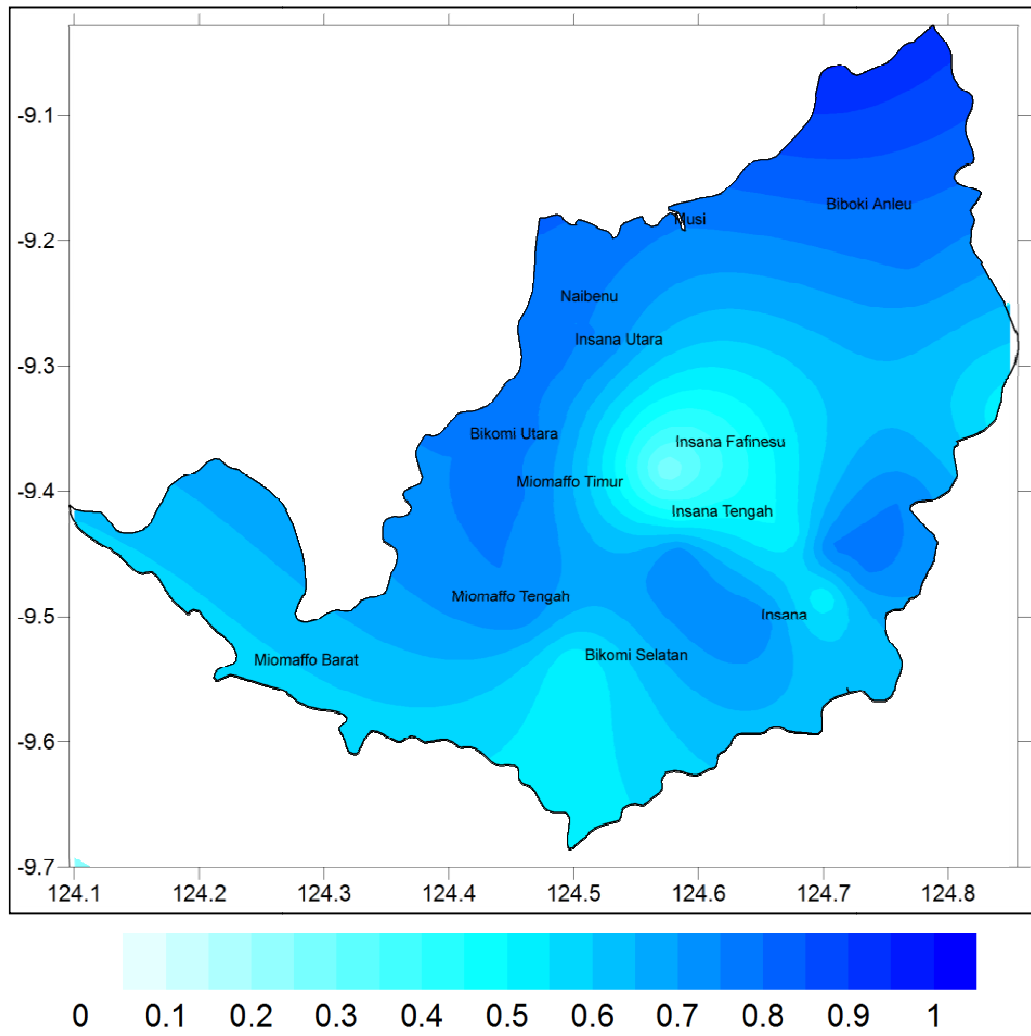 -9.1
Biboki Anleu
Musi
-9.2
Naibenu
Insana Utara
-9.3
Bikomi Utara
Insana Fafinesu
Miomaffo Timur
-9.4
Insana Tengah
Miomaffo Tengah
Insana
-9.5
Miomaffo Barat
Bikomi Selatan
-9.6
-9.7
124.1 124.2 124.3 124.4 124.5 124.6 124.7 124.8
0 0.1 0.2 0.3 0.4 0.5 0.6 0.7 0.8 0.9 1